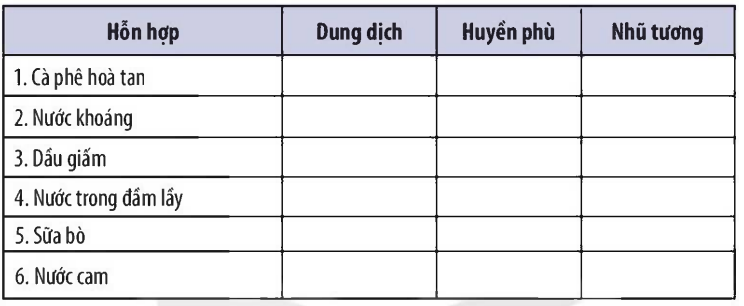 Hỗn hợp Dung dịch Huyền phù Nhũ tương
1. Cà phê hoà tan
2. Nước khoáng
3. Dầu giấm
4. Nước trong đầm lầy
5. Sữa bò
6. Nước cam